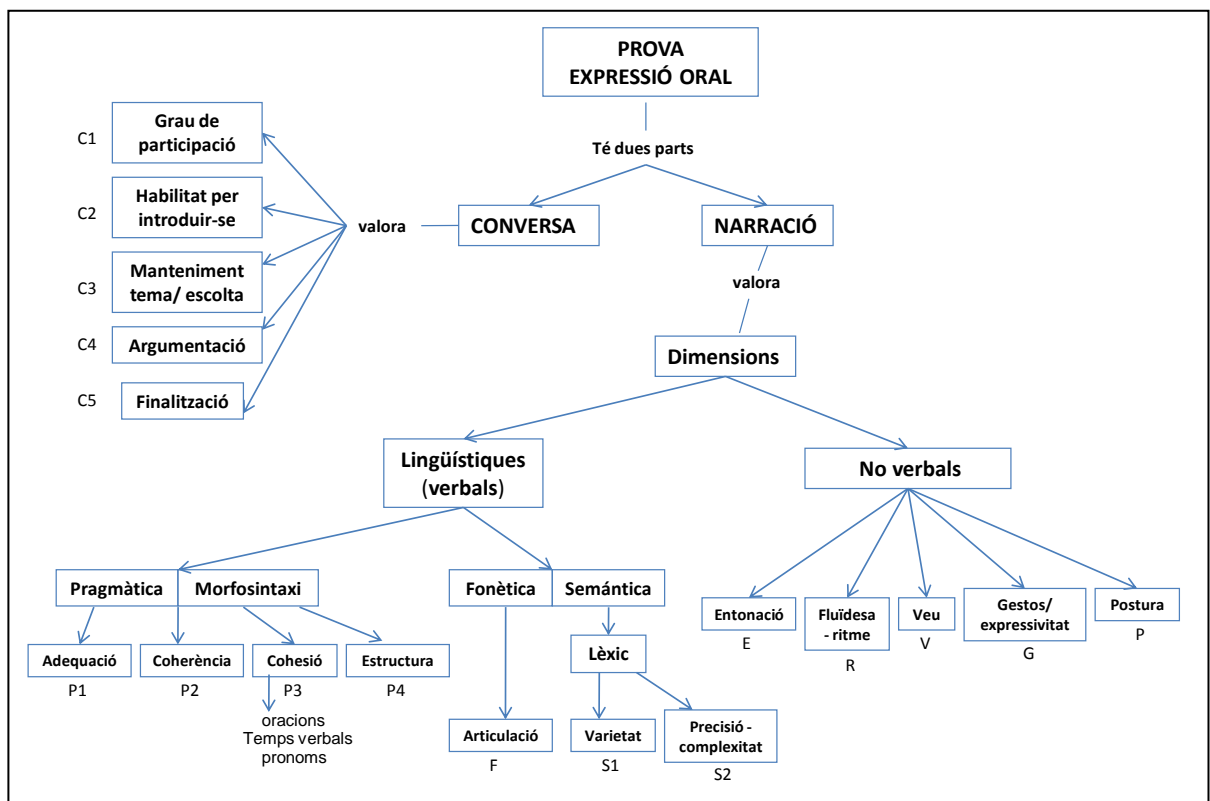 PROVA
EXPRESSIÓ ORAL
Té dues parts
C1
Grau de
participació
C2
Habilitat per
introduir-se
C3
Manteniment
tema/ escolta
C4
Argumentació
C5
Finalització
valora
CONVERSA
NARRACIÓ
valora
Dimensions
Lingüístiques
(verbals)
No verbals
Pragmàtica
Morfosintaxi
Fonètica
Semántica
Adequació
P1
Coherència
P2
Cohesió
P3
Estructura
P4
oracions
Temps verbals
pronoms
Lèxic
Articulació
F
Varietat
S1
Precisió -
complexitat
S2
Entonació
E
Fluïdesa
- ritme
R
Veu
V
Gestos/
expressivitat
G
Postura
P